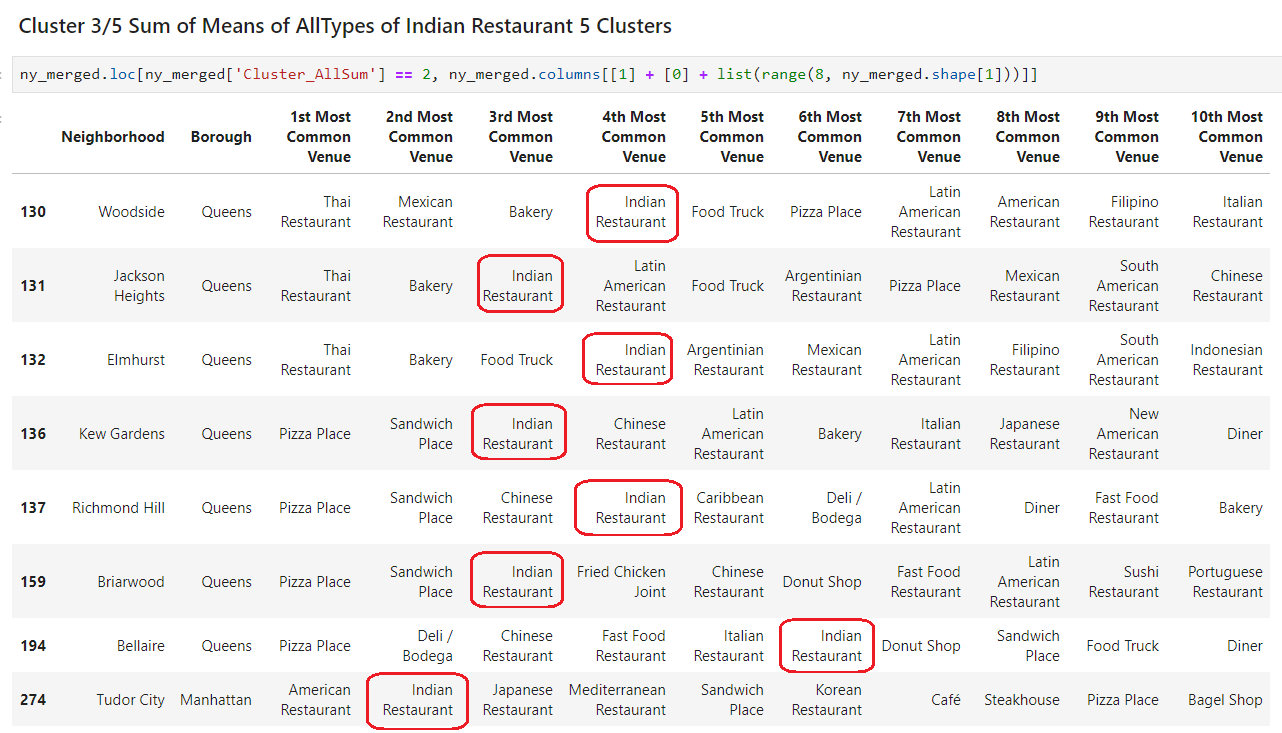 Cluster 3/5 Sum of Means of AllTypes of Indian Restaurant 5 Clusters
ny_merged.loc[ny_merged['Cluster_AllSum'] == 2, ny_merged.columns[[1] + [0] + list(range(8, ny_merged.shape[1]))]]
Neighborhood Borough 1st Most Common Venue 2nd Most Common Venue 3rd Most Common Venue 4th Most Common Venue 5th Most Common Venue 6th Most Common Venue 7th Most Common Venue 8th Most Common Venue 9th Most Common Venue 10th Most Common Venue
130 Woodside Queens Thai Restaurant Mexican Restaurant Bakery Indian Restaurant Food Truck Pizza Place Latin American Restaurant American Restaurant Filipino Restaurant Italian Restaurant
131 Jackson Heights Queens Thai Restaurant Bakery Indian Restaurant Latin American Restaurant Food Truck Argentinian Restaurant Pizza Place Mexican Restaurant South American Restaurant Chinese Restaurant
132 Elmhurst Queens Thai Restaurant Bakery Food Truck Indian Restaurant Argentinian Restaurant Mexican Restaurant Latin American Restaurant Filipino Restaurant South American Restaurant Indonesian Restaurant
136 Kew Gardens Queens Pizza Place Sandwich Place Indian Restaurant Chinese Restaurant Latin American Restaurant Bakery Italian Restaurant Japanese Restaurant New American Restaurant Diner
137 Richmond Hill Queens Pizza Place Sandwich Place Chinese Restaurant Indian Restaurant Caribbean Restaurant Deli / Bodega Latin American Restaurant Diner Fast Food Restaurant Bakery
159 Briarwood Queens Pizza Place Sandwich Place Indian Restaurant Fried Chicken Joint Chinese Restaurant Donut Shop Fast Food Restaurant Latin American Restaurant Sushi Restaurant Portuguese Restaurant
194 Bellaire Queens Pizza Place Deli / Bodega Chinese Restaurant Fast Food Restaurant Italian Restaurant Indian Restaurant Donut Shop Sandwich Place Food Truck Diner
274 Tudor City Manhattan American Restaurant Indian Restaurant Japanese Restaurant Mediterranean Restaurant Sandwich Place Korean Restaurant Café Steakhouse Pizza Place Bagel Shop